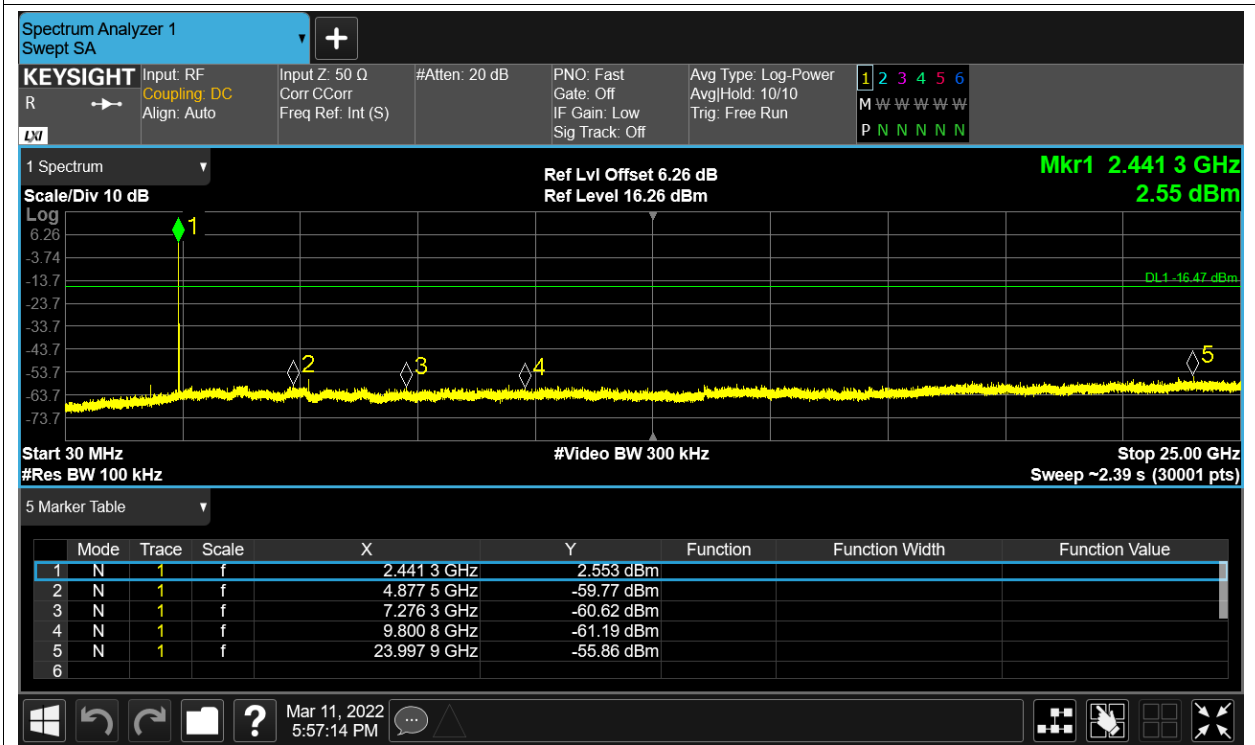 Spectrum Analyzer 1
Swept SA
KEYSIGHT
R
LXI
Input: RF
Coupling: DC
Align: Auto
Input Z: 50 Ω
Corr CCorr
Freq Ref: Int (S)
#Atten: 20 dB
PNO: Fast
Gate: Off
IF Gain: Low
Sig Track: Off
Avg Type: Log-Power
Avg|Hold: 10/10
Trig: Free Run
1 2 3 4 5 6
M W W W W W
P N N N N N
1 Spectrum
Scale/Div 10 dB
Ref Lvl Offset 6.26 dB
Ref Level 16.26 dBm
Mkr1 2.441 3 GHz
2.55 dBm
Log
6.26
-3.74
-13.7
-23.7
-33.7
-43.7
-53.7
-63.7
-73.7
1
2
3
4
5
DL1 -16.47 dBm
Start 30 MHz
#Video BW 300 kHz
Stop 25.00 GHz
#Res BW 100 kHz
Sweep ~2.39 s (30001 pts)
5 Marker Table
Mode Trace Scale X Y Function Function Width Function Value
1 N 1 f 2.441 3 GHz 2.553 dBm
2 N 1 f 4.877 5 GHz -59.77 dBm
3 N 1 f 7.276 3 GHz -60.62 dBm
4 N 1 f 9.800 8 GHz -61.19 dBm
5 N 1 f 23.997 9 GHz -55.86 dBm
6
?
Mar 11, 2022
5:57:14 PM